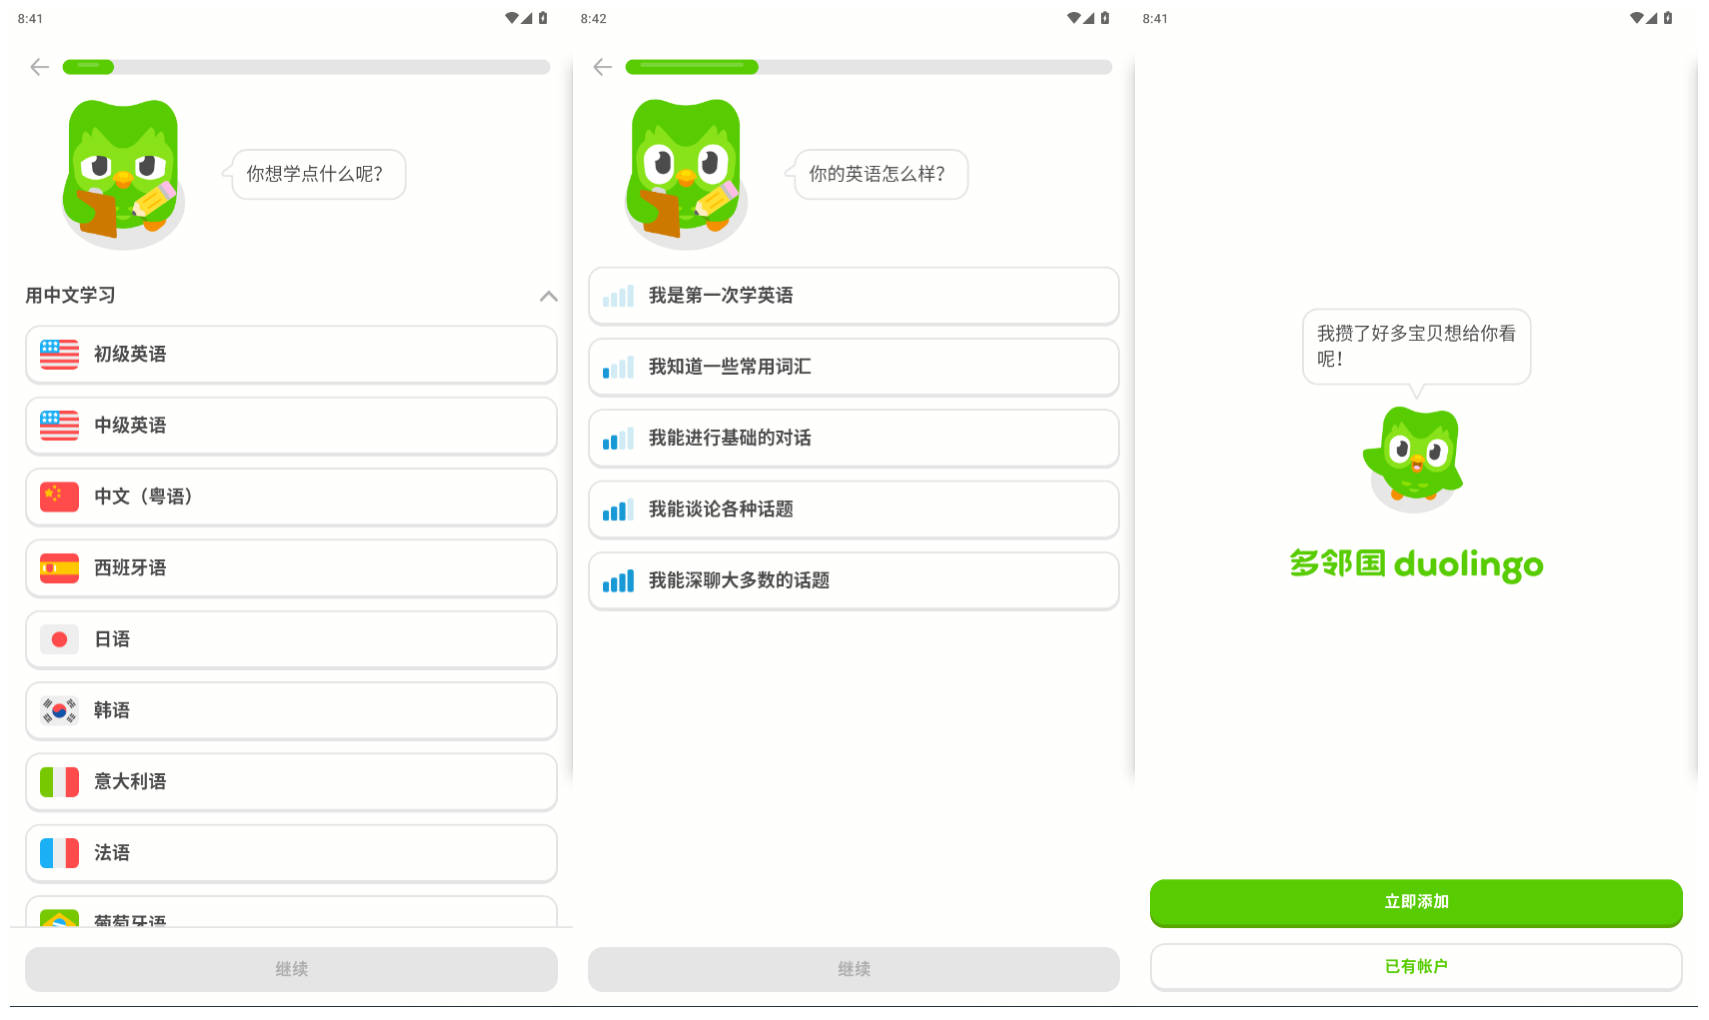 8:41
你想学点什么呢?
用中文学习
初级英语
中级英语
中文（粤语）
西班牙语
日语
韩语
意大利语
法语
葡萄牙语
继续
8:42
你的英语怎么样?
我是第一次学英语
我知道一些常用词汇
我能进行基础的对话
我能谈论各种话题
我能深聊大多数的话题
继续
8:41
我攒了好多宝贝想给你看
呢!
多邻国 duolingo
立即添加
已有帐户